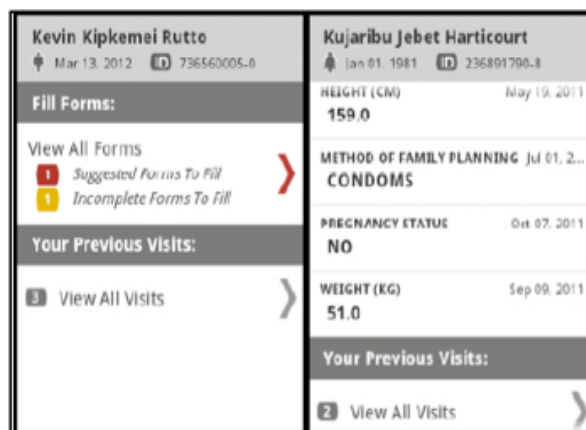 Kevin Kipkemei Rutto
Mar 13. 2012 ID 736560005-0
Fill Forms:
View All Forms
1 Suggested Forms To Fill
1 Incomplete Forms To Fill
Your Previous Visits:
3 View All Visits
Kujaribu Jebet Harticourt
Jan 01. 1981 ID 236891790-8
HEIGHT (CM) May 19, 2011
159.0
METHOD OF FAMILY PLANNING Jul 01, 2...
CONDOMS
PREGNANCY STATUS Oct 07, 2011
NO
WEIGHT (KG) Sep 09, 2011
51.0
Your Previous Visits:
2 View All Visits